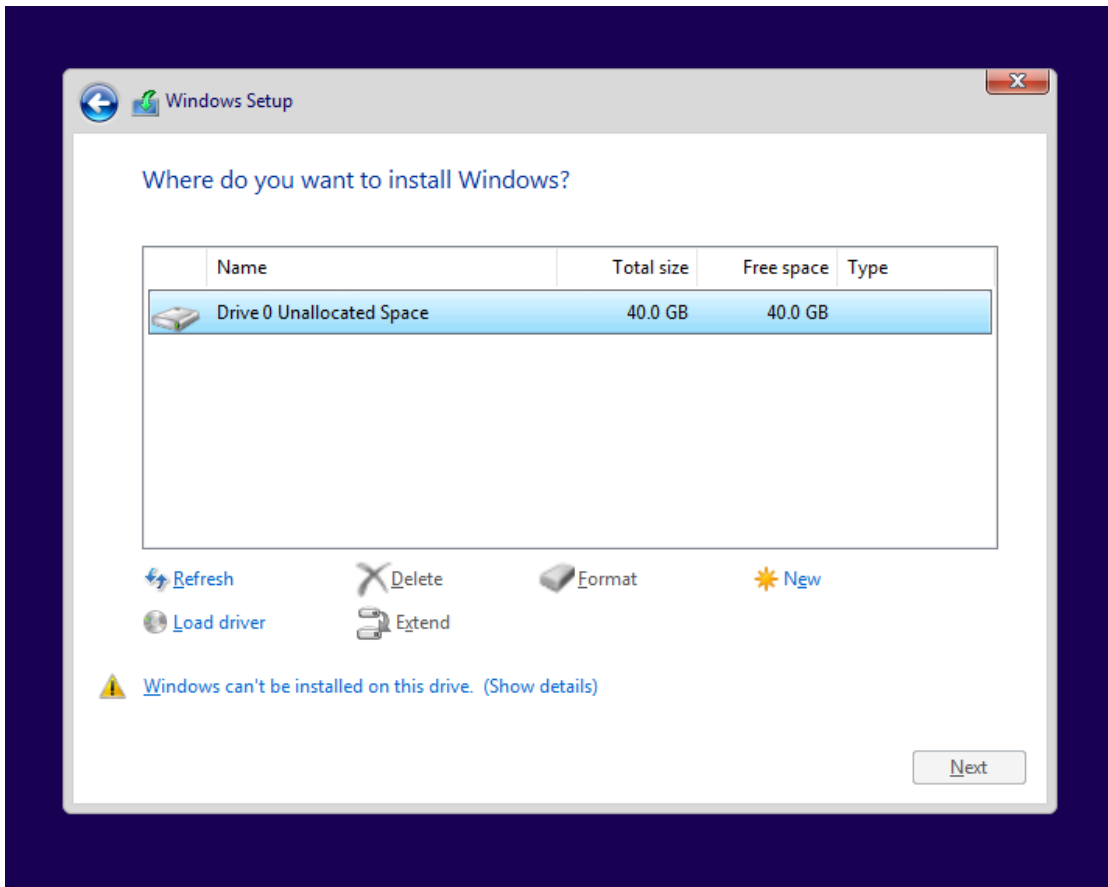 Windows Setup
Where do you want to install Windows?
Name Total size Free space Type
Drive 0 Unallocated Space 40.0 GB 40.0 GB
Refresh Delete Format New
Load driver Extend
Windows can't be installed on this drive. (Show details)
Next